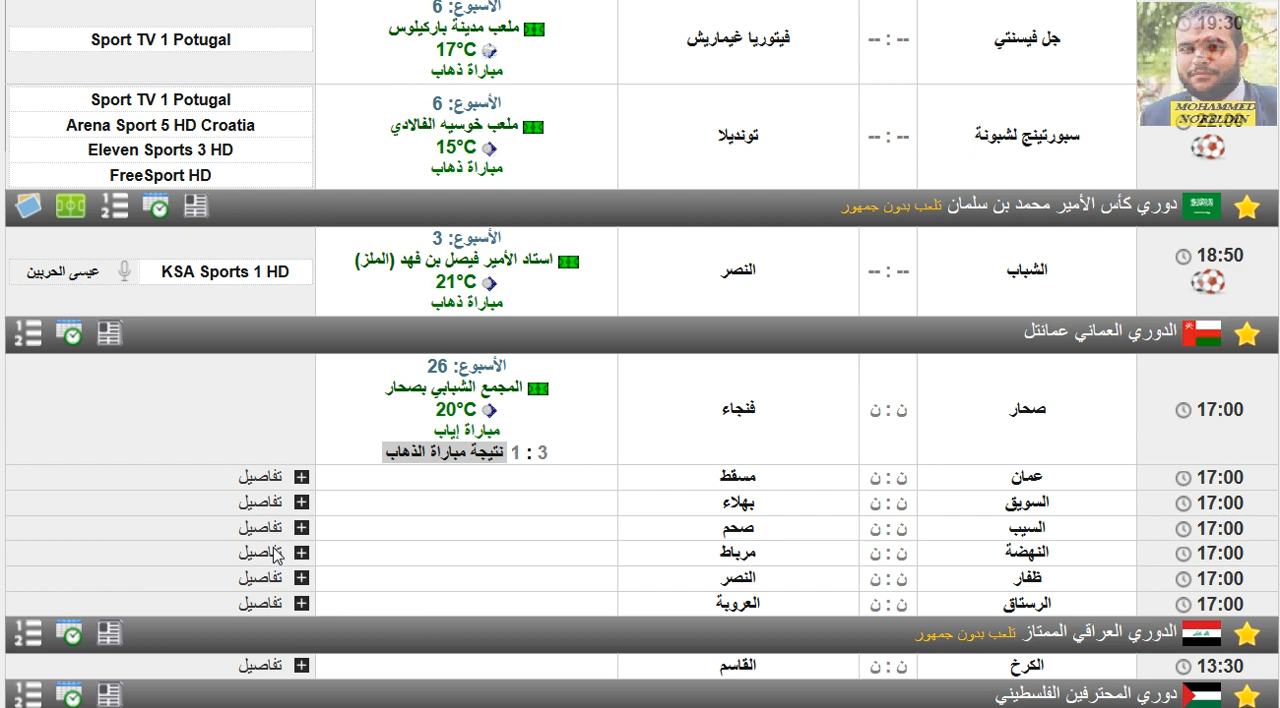 19:30
جل فيسنتي
-- : --
فيتوريا غيماريش
الأسبوع: 6
ملعب مدينة باركيلوس
17°C
مباراة ذهاب
Sport TV 1 Potugal
MOHAMMED
NORELDIN
22:00
سبورتينج لشبونة
-- : --
تونديلا
الأسبوع: 6
ملعب خوسيه الفالادي
15°C
مباراة ذهاب
Sport TV 1 Potugal
Arena Sport 5 HD Croatia
Eleven Sports 3 HD
FreeSport HD
دوري كأس الأمير محمد بن سلمان تلعب بدون جمهور
18:50
الشباب
-- : --
النصر
الأسبوع: 3
استاد الأمير فيصل بن فهد (الملز)
21°C
مباراة ذهاب
KSA Sports 1 HD
عيسى الحربين
الدوري العماني عمانتل
17:00
صحار
ن : ن
فنجاء
الأسبوع: 26
المجمع الشبابي بصحار
20°C
مباراة إياب
نتيجة مباراة الذهاب 1 : 3
17:00 عمان ن : ن مسقط تفاصيل
17:00 السويق ن : ن بهلاء تفاصيل
17:00 السيب ن : ن صحم تفاصيل
17:00 النهضة ن : ن مرباط تفاصيل
17:00 ظفار ن : ن النصر تفاصيل
17:00 الرستاق ن : ن العروبة تفاصيل
الدوري العراقي الممتاز تلعب بدون جمهور
13:30 الكرخ ن : ن القاسم تفاصيل
دوري المحترفين الفلسطيني